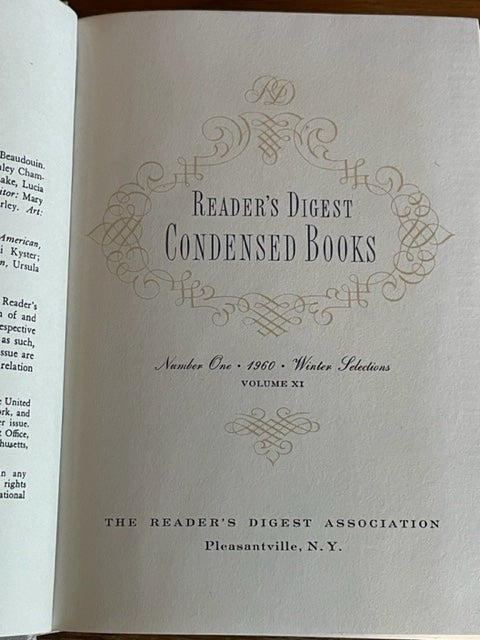 Beaudouin.
ley Cham-
ake, Lucia
tor: Mary
rley. Art:
American,
i Kyster;
n, Ursula
Reader's
n of and
espective
as such,
ssue are
relation
United
rk, and
r issue.
Office,
husetts,
n any
rights
ational
RD
READER'S DIGEST
CONDENSED BOOKS
Number One • 1960 • Winter Selections
VOLUME XI
THE READER'S DIGEST ASSOCIATION
Pleasantville, N.Y.